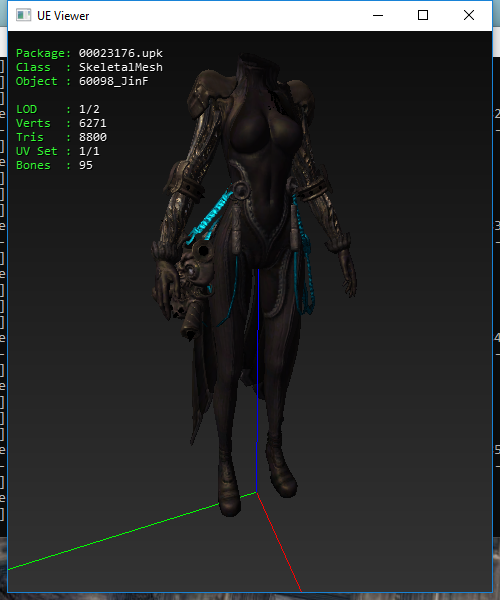 UE Viewer
Package: 00023176.upk
Class : SkeletalMesh
Object : 60098_JinF
LOD : 1/2
Verts : 6271
Tris : 8800
UV Set : 1/1
Bones : 95